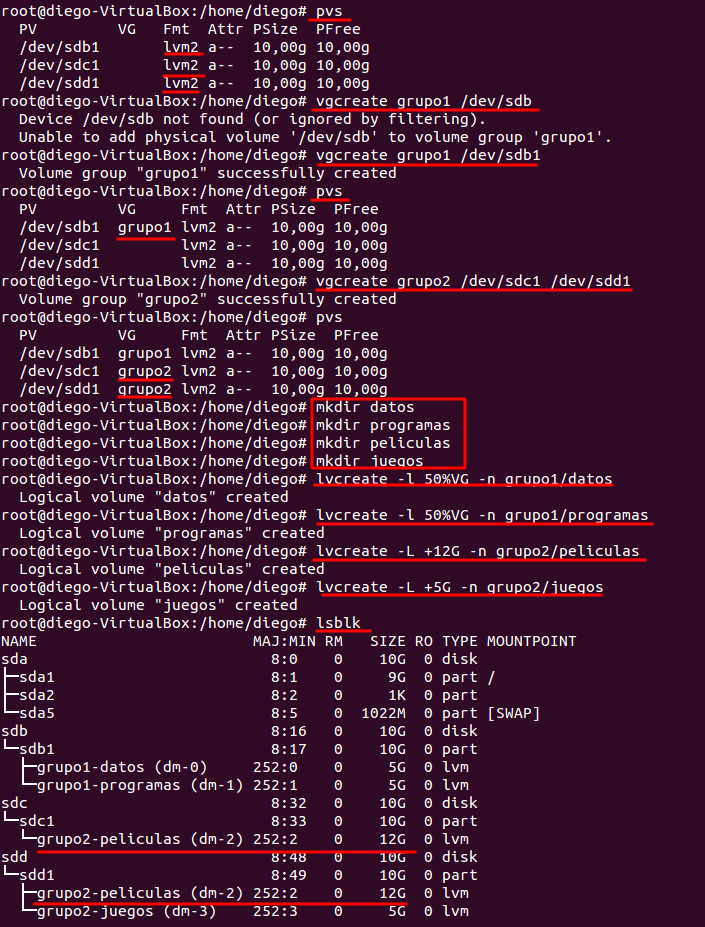 root@diego-VirtualBox:/home/diego# pvs
  PV         VG   Fmt  Attr PSize  PFree
  /dev/sdb1       lvm2 a--  10,00g 10,00g
  /dev/sdc1       lvm2 a--  10,00g 10,00g
  /dev/sdd1       lvm2 a--  10,00g 10,00g
root@diego-VirtualBox:/home/diego# vgcreate grupo1 /dev/sdb
  Device /dev/sdb not found (or ignored by filtering).
  Unable to add physical volume '/dev/sdb' to volume group 'grupo1'.
root@diego-VirtualBox:/home/diego# vgcreate grupo1 /dev/sdb1
  Volume group "grupo1" successfully created
root@diego-VirtualBox:/home/diego# pvs
  PV         VG     Fmt  Attr PSize  PFree
  /dev/sdb1  grupo1 lvm2 a--  10,00g 10,00g
  /dev/sdc1         lvm2 a--  10,00g 10,00g
  /dev/sdd1         lvm2 a--  10,00g 10,00g
root@diego-VirtualBox:/home/diego# vgcreate grupo2 /dev/sdc1 /dev/sdd1
  Volume group "grupo2" successfully created
root@diego-VirtualBox:/home/diego# pvs
  PV         VG     Fmt  Attr PSize  PFree
  /dev/sdb1  grupo1 lvm2 a--  10,00g 10,00g
  /dev/sdc1  grupo2 lvm2 a--  10,00g 10,00g
  /dev/sdd1  grupo2 lvm2 a--  10,00g 10,00g
root@diego-VirtualBox:/home/diego# mkdir datos
root@diego-VirtualBox:/home/diego# mkdir programas
root@diego-VirtualBox:/home/diego# mkdir peliculas
root@diego-VirtualBox:/home/diego# mkdir juegos
root@diego-VirtualBox:/home/diego# lvcreate -l 50%VG -n grupo1/datos
  Logical volume "datos" created
root@diego-VirtualBox:/home/diego# lvcreate -l 50%VG -n grupo1/programas
  Logical volume "programas" created
root@diego-VirtualBox:/home/diego# lvcreate -L +12G -n grupo2/peliculas
  Logical volume "peliculas" created
root@diego-VirtualBox:/home/diego# lvcreate -L +5G -n grupo2/juegos
  Logical volume "juegos" created
root@diego-VirtualBox:/home/diego# lsblk
NAME                        MAJ:MIN RM   SIZE RO TYPE MOUNTPOINT
sda                           8:0    0    10G  0 disk
├─sda1                        8:1    0     9G  0 part /
├─sda2                        8:2    0     1K  0 part
└─sda5                        8:5    0  1022M  0 part [SWAP]
sdb                           8:16   0    10G  0 disk
└─sdb1                        8:17   0    10G  0 part
  ├─grupo1-datos (dm-0)     252:0    0     5G  0 lvm
  └─grupo1-programas (dm-1) 252:1    0     5G  0 lvm
sdc                           8:32   0    10G  0 disk
└─sdc1                        8:33   0    10G  0 part
  └─grupo2-peliculas (dm-2) 252:2    0    12G  0 lvm
sdd                           8:48   0    10G  0 disk
└─sdd1                        8:49   0    10G  0 part
  ├─grupo2-peliculas (dm-2) 252:2    0    12G  0 lvm
  └─grupo2-juegos (dm-3)    252:3    0     5G  0 lvm